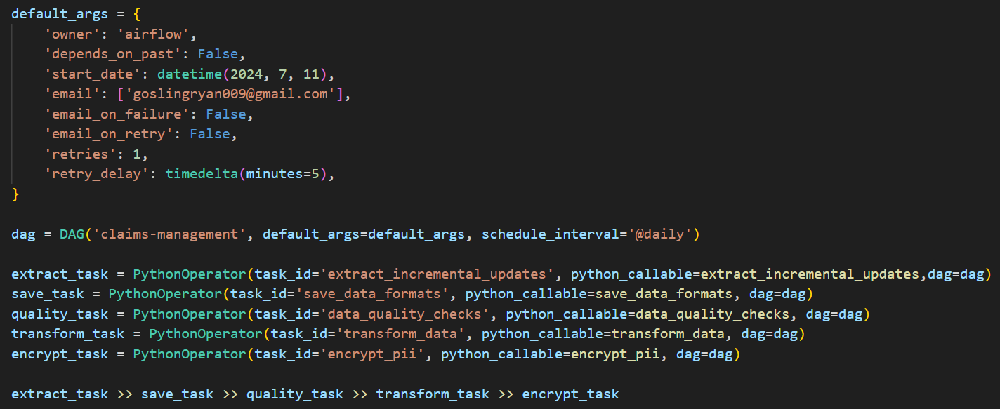 default_args = {
    'owner': 'airflow',
    'depends_on_past': False,
    'start_date': datetime(2024, 7, 11),
    'email': ['goslingryan009@gmail.com'],
    'email_on_failure': False,
    'email_on_retry': False,
    'retries': 1,
    'retry_delay': timedelta(minutes=5),
}

dag = DAG('claims-management', default_args=default_args, schedule_interval='@daily')

extract_task = PythonOperator(task_id='extract_incremental_updates', python_callable=extract_incremental_updates,dag=dag)
save_task = PythonOperator(task_id='save_data_formats', python_callable=save_data_formats, dag=dag)
quality_task = PythonOperator(task_id='data_quality_checks', python_callable=data_quality_checks, dag=dag)
transform_task = PythonOperator(task_id='transform_data', python_callable=transform_data, dag=dag)
encrypt_task = PythonOperator(task_id='encrypt_pii', python_callable=encrypt_pii, dag=dag)

extract_task >> save_task >> quality_task >> transform_task >> encrypt_task